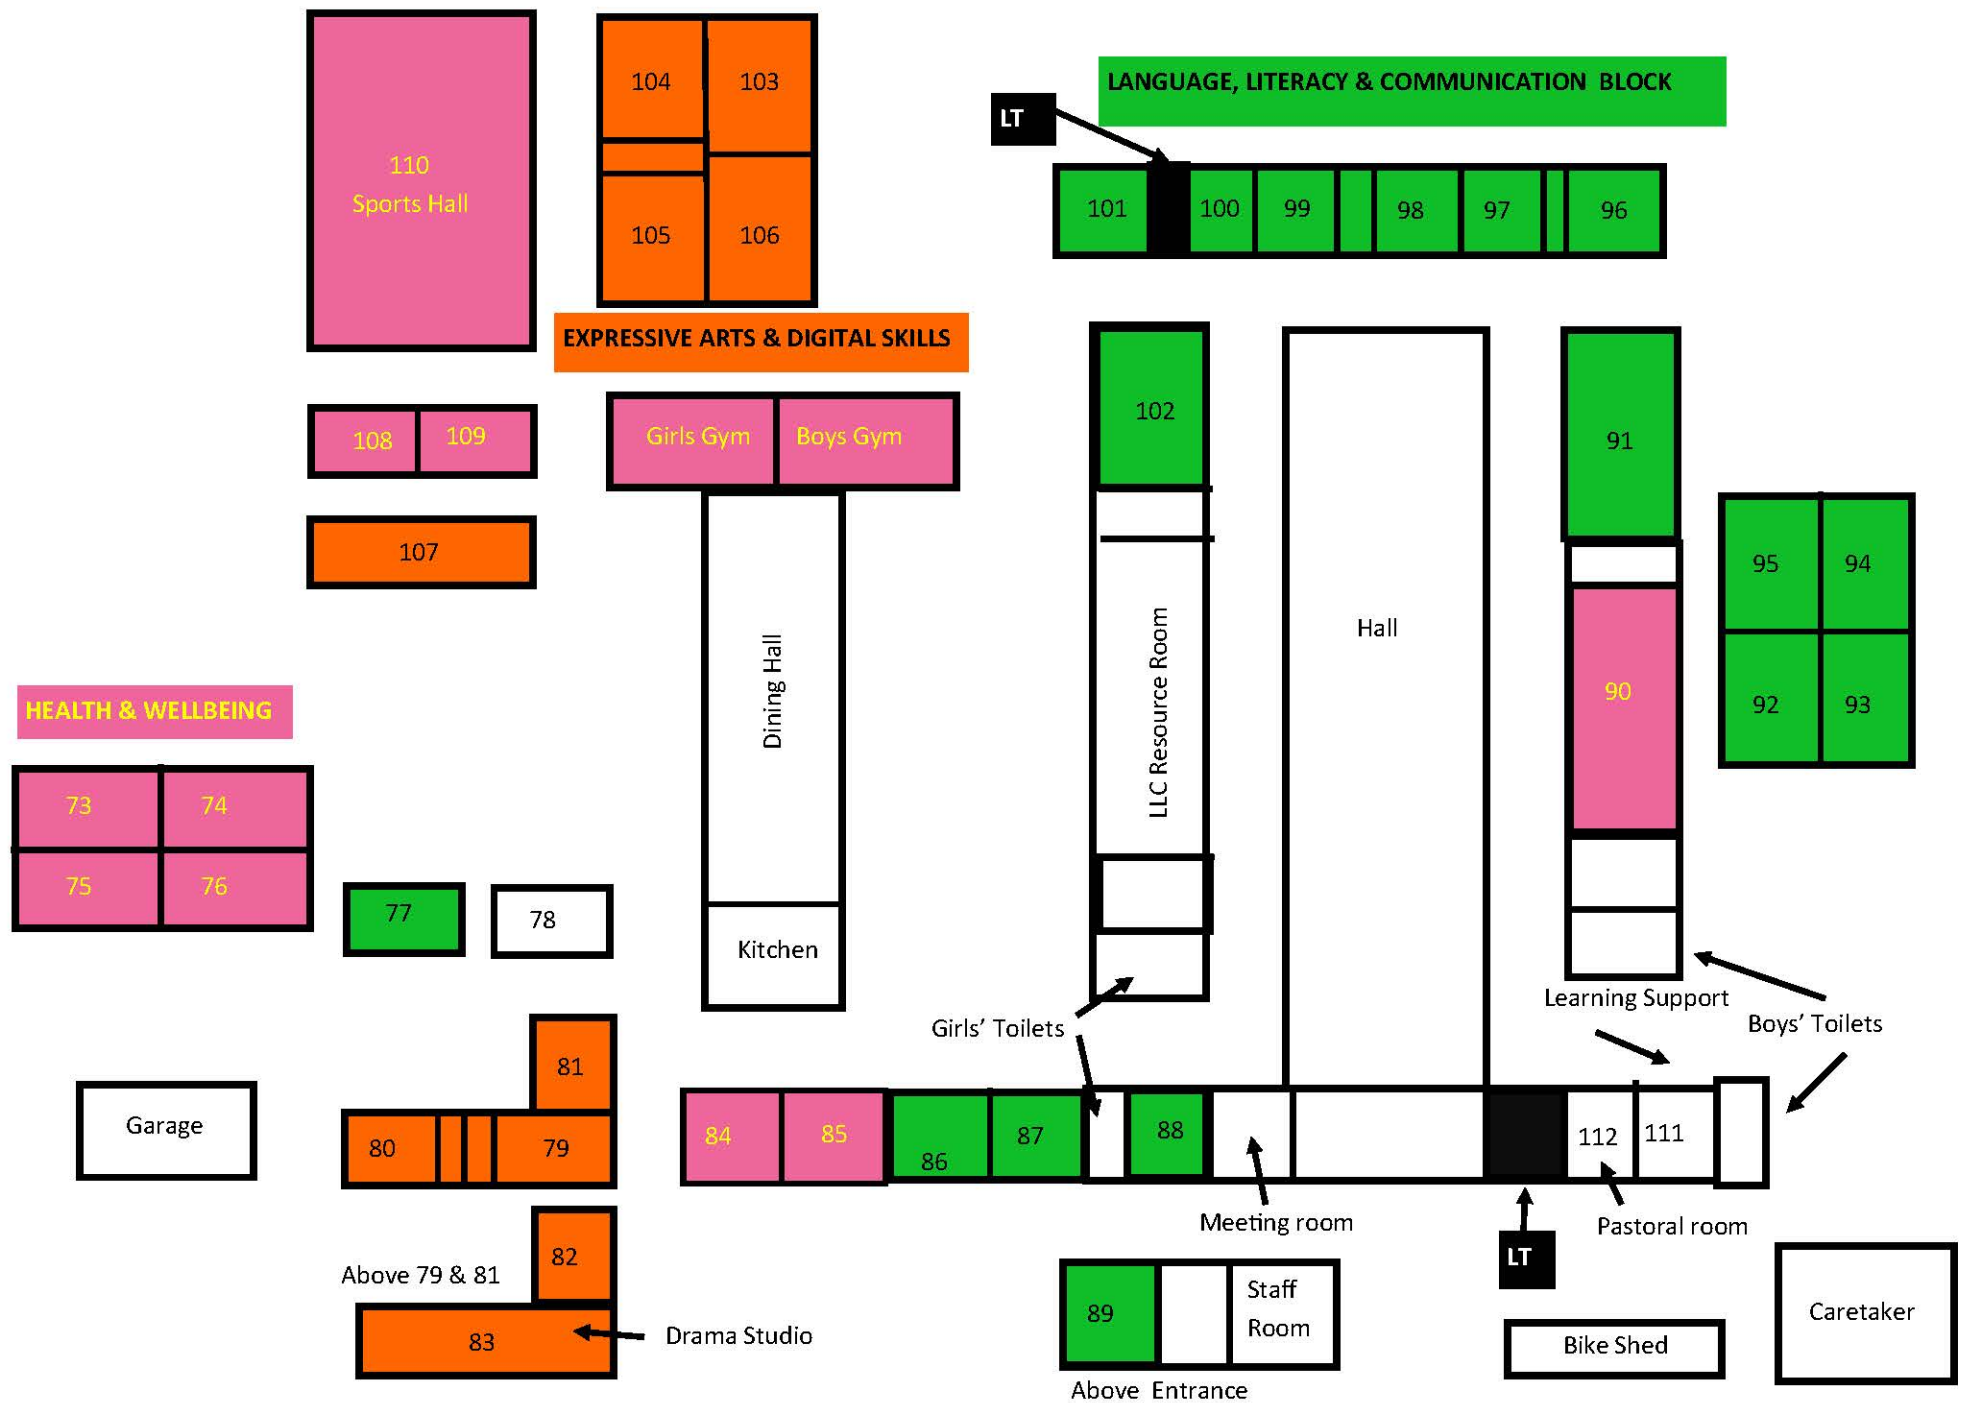 104
103
LANGUAGE, LITERACY & COMMUNICATION BLOCK
LT
110
Sports Hall
105
106
101
100
99
98
97
96
EXPRESSIVE ARTS & DIGITAL SKILLS
108
109
Girls Gym
Boys Gym
102
91
107
95
94
Dining Hall
LLC Resource Room
Hall
90
92
93
HEALTH & WELLBEING
73
74
75
76
77
78
Kitchen
Learning Support
Girls' Toilets
Boys' Toilets
81
Garage
80
79
84
85
86
87
88
112
111
Meeting room
Pastoral room
82
Above 79 & 81
LT
83
Drama Studio
89
Staff
Room
Bike Shed
Caretaker
Above Entrance